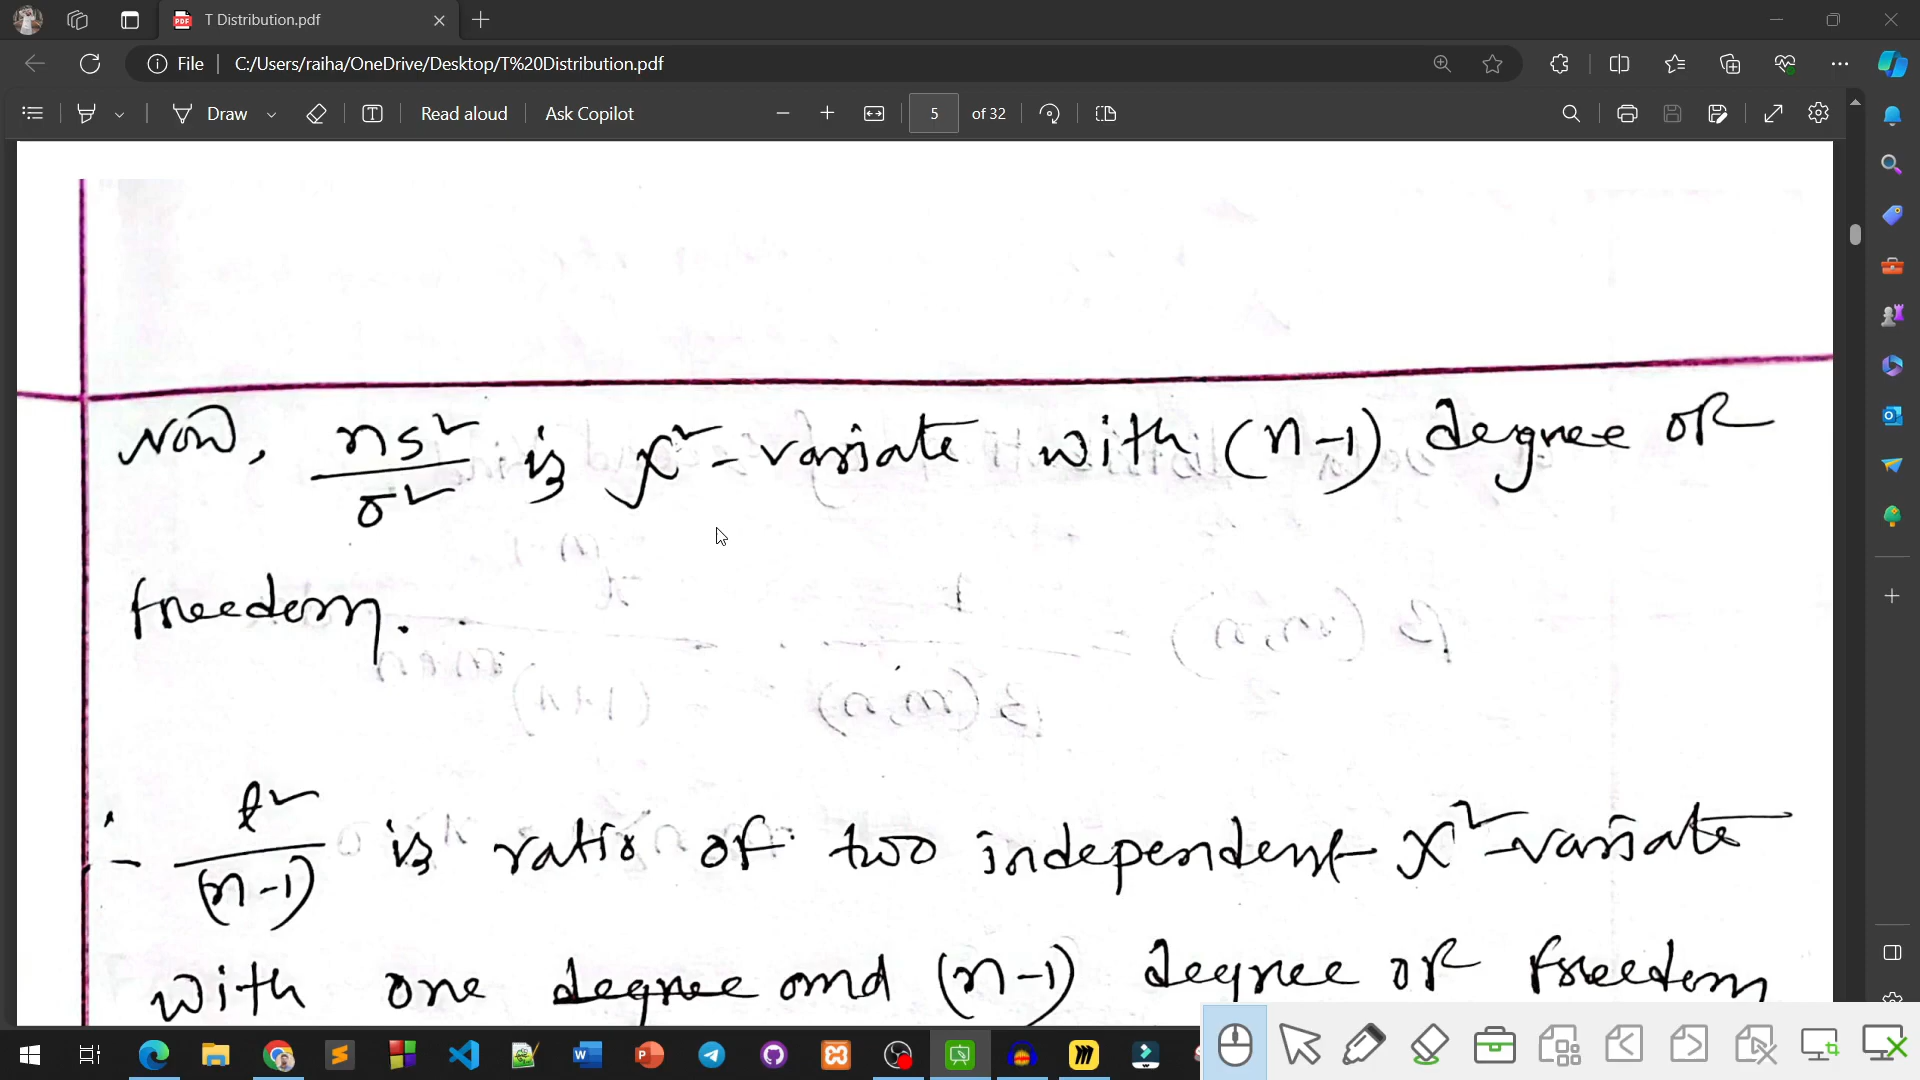 T Distribution.pdf
File C:/Users/raiha/OneDrive/Desktop/T%20Distribution.pdf
Draw Read aloud Ask Copilot 5 of 32
Now, ns²/σ² is χ²-variate with (n-1) degree of
freedom.
∴ t²/(n-1) is ratio of two independent χ²-variate
with one degree and (n-1) degree of freedom